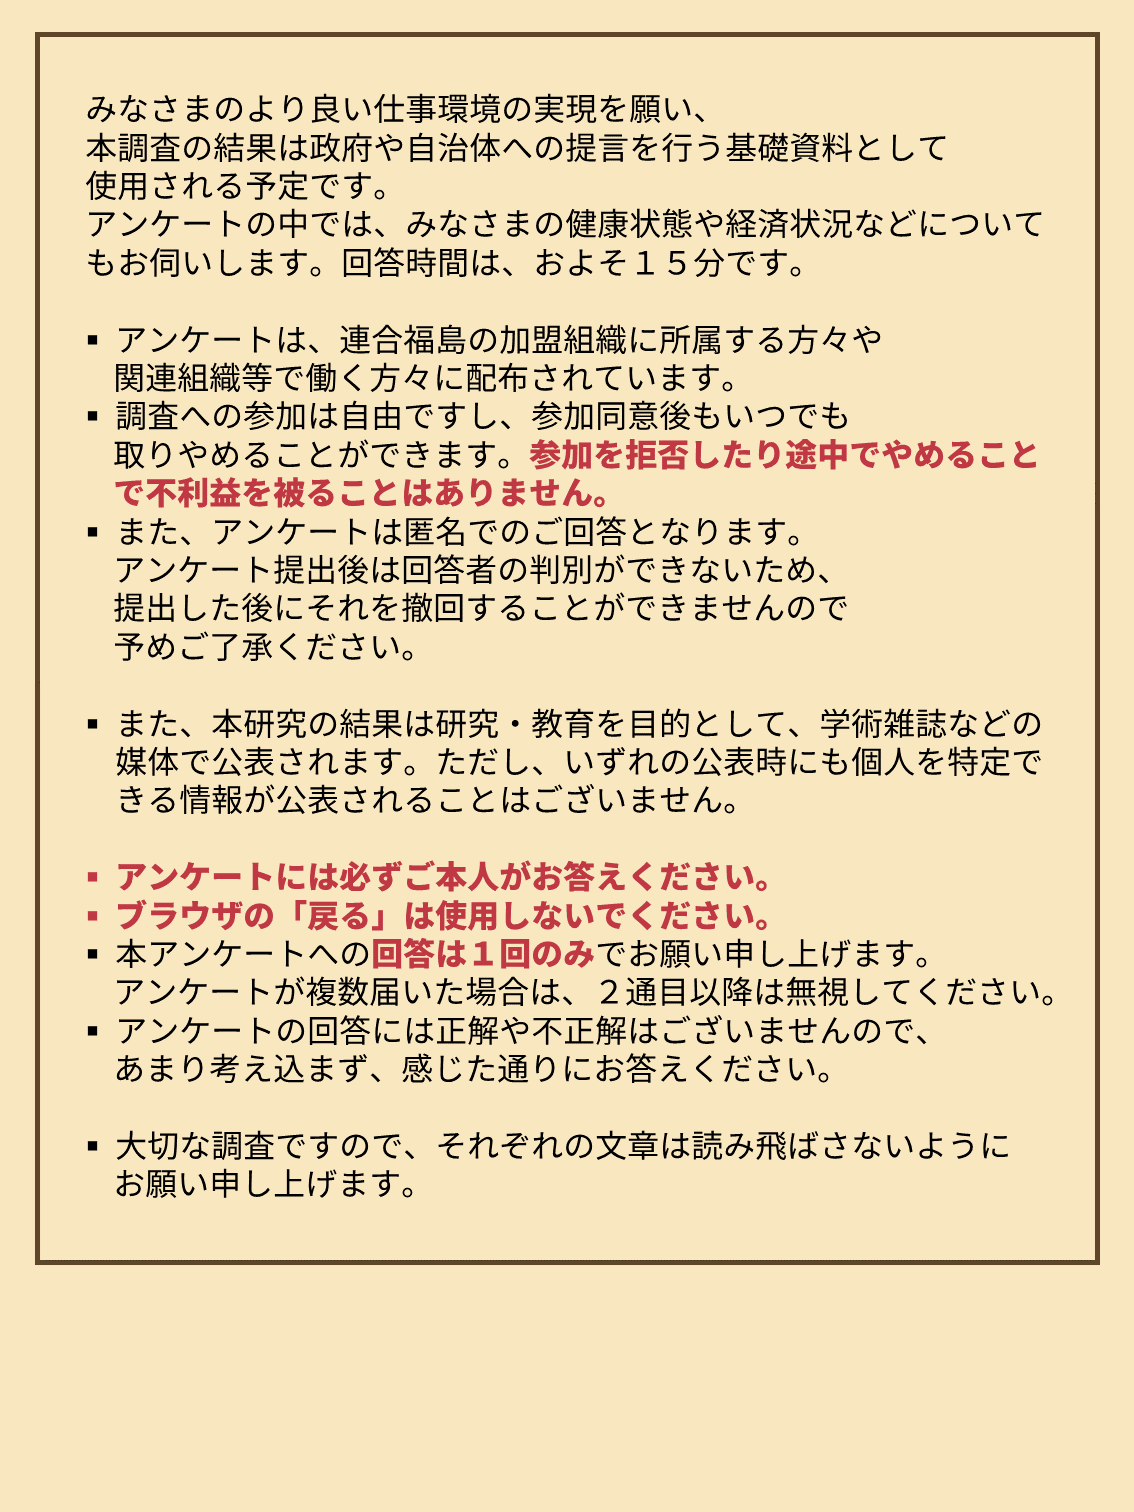 みなさまのより良い仕事環境の実現を願い、
本調査の結果は政府や自治体への提言を行う基礎資料として
使用される予定です。
アンケートの中では、みなさまの健康状態や経済状況などについて
もお伺いします。回答時間は、およそ１５分です。
▪ アンケートは、連合福島の加盟組織に所属する方々や
関連組織等で働く方々に配布されています。
▪ 調査への参加は自由ですし、参加同意後もいつでも
取りやめることができます。参加を拒否したり途中でやめること
で不利益を被ることはありません。
▪ また、アンケートは匿名でのご回答となります。
アンケート提出後は回答者の判別ができないため、
提出した後にそれを撤回することができませんので
予めご了承ください。
▪ また、本研究の結果は研究・教育を目的として、学術雑誌などの
媒体で公表されます。ただし、いずれの公表時にも個人を特定で
きる情報が公表されることはございません。
▪ アンケートには必ずご本人がお答えください。
▪ ブラウザの「戻る」は使用しないでください。
▪ 本アンケートへの回答は１回のみでお願い申し上げます。
アンケートが複数届いた場合は、２通目以降は無視してください。
▪ アンケートの回答には正解や不正解はございませんので、
あまり考え込まず、感じた通りにお答えください。
▪ 大切な調査ですので、それぞれの文章は読み飛ばさないように
お願い申し上げます。